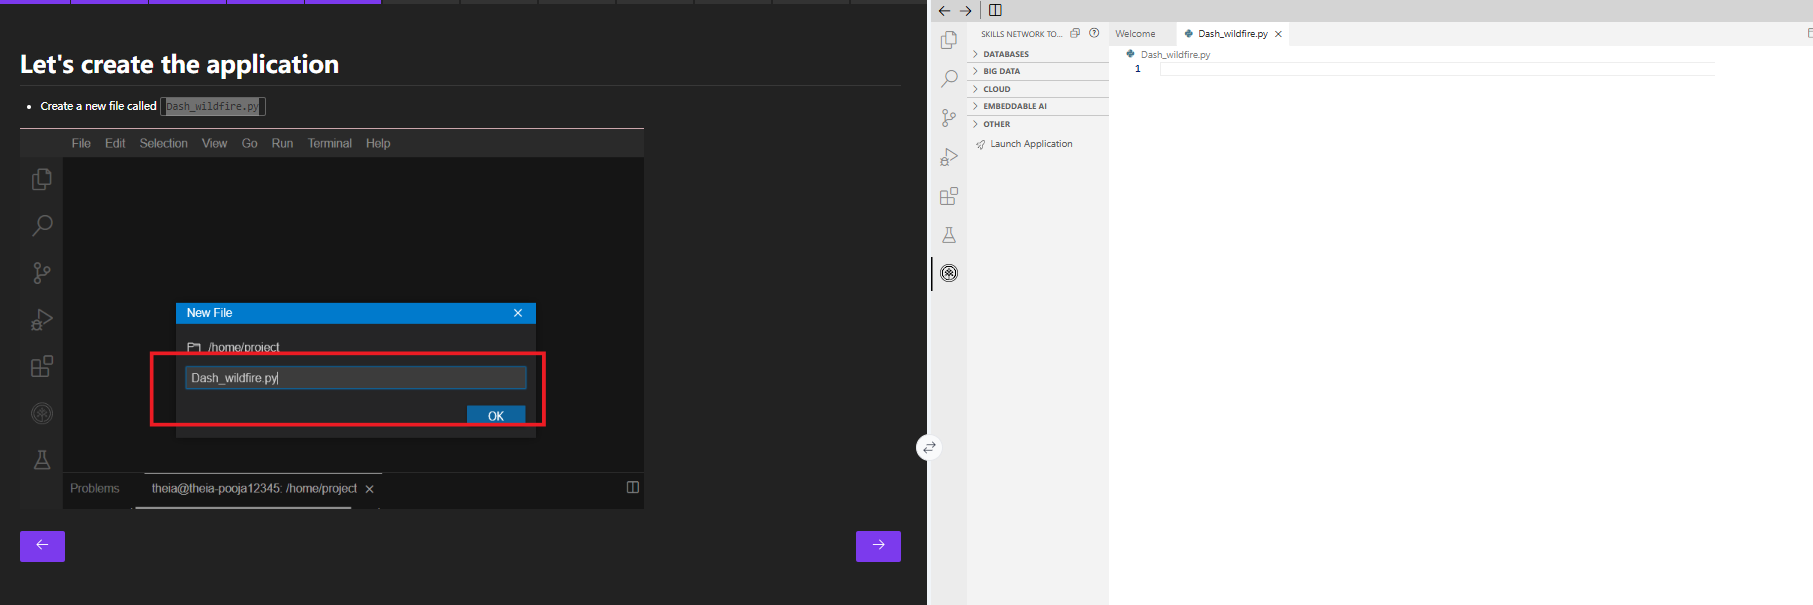 Let's create the application
Create a new file called Dash_wildfire.py
File Edit Selection View Go Run Terminal Help
New File
/home/project
Dash_wildfire.py
OK
Problems theia@theia-pooja12345: /home/project
SKILLS NETWORK TO...
DATABASES
BIG DATA
CLOUD
EMBEDDABLE AI
OTHER
Launch Application
Welcome Dash_wildfire.py
Dash_wildfire.py
1